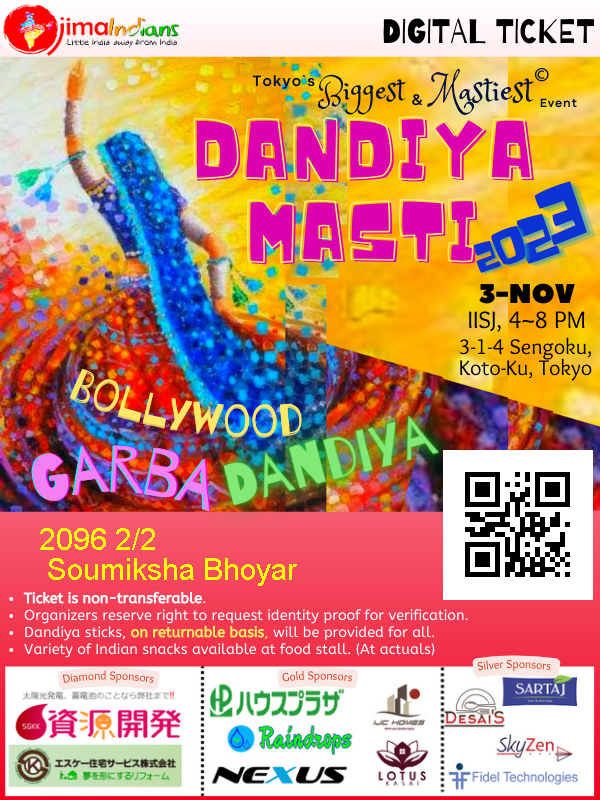 jimaIndians
Little India away from India
DIGITAL TICKET
Tokyo's Biggest & Mastiest© Event
DANDIYA
MASTI
2023
3-NOV
IISJ, 4~8 PM
3-1-4 Sengoku,
Koto-Ku, Tokyo
BOLLYWOOD
GARBA DANDIYA
2096 2/2
Soumiksha Bhoyar
• Ticket is non-transferable.
• Organizers reserve right to request identity proof for verification.
• Dandiya sticks, on returnable basis, will be provided for all.
• Variety of Indian snacks available at food stall. (At actuals)
Diamond Sponsors
太陽光発電、蓄電池のことなら弊社まで!!
SGKK
資源開発
エスケー住宅サービス株式会社
夢を形にするリフォーム
Gold Sponsors
ハウスプラザ
Raindrops
NEXUS
IJC HOMES
LOTUS
KASAI
Silver Sponsors
SARTAJ
DESAI'S
SkyZen
Fidel Technologies